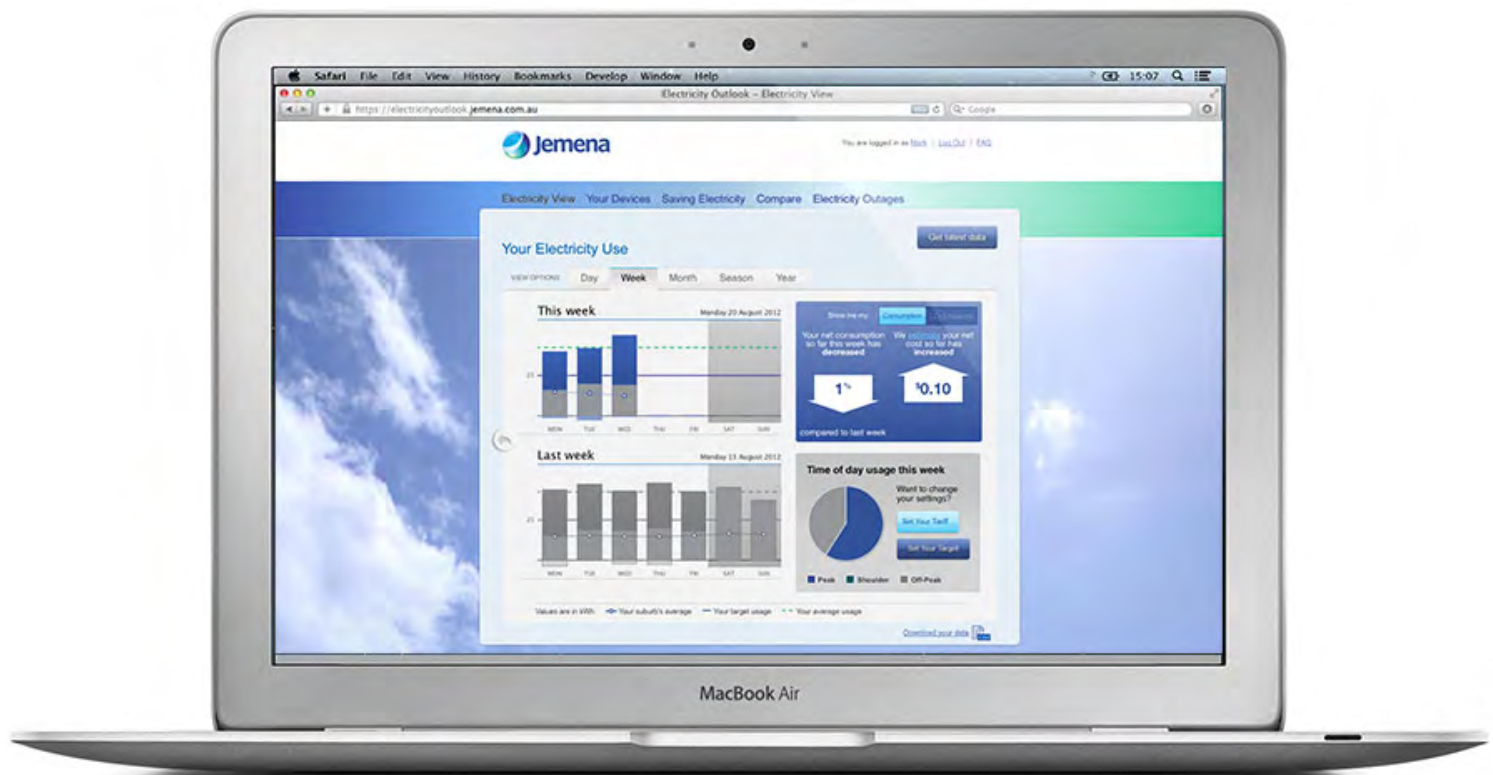 Safari File Edit View History Bookmarks Develop Window Help
15:07
Electricity Outlook – Electricity View
https://electricityoutlook.jemena.com.au
Google
Jemena
You are logged in as Mark | Log Out | FAQ
Electricity View Your Devices Saving Electricity Compare Electricity Outages
Get latest data
Your Electricity Use
VIEW OPTIONS Day Week Month Season Year
This week
Monday 20 August 2012
MON TUE WED THU FRI SAT SUN
Show me my: Consumption
Your net consumption so far this week has decreased
We estimate your net cost so far has increased
1%
$0.10
compared to last week
Last week
Monday 13 August 2012
MON TUE WED THU FRI SAT SUN
Time of day usage this week
Want to change
your settings?
Set Your Tariff
Set Your Target
Peak Shoulder Off-Peak
Values are in kWh Your suburb's average Your target usage Your average usage
Download your data
MacBook Air